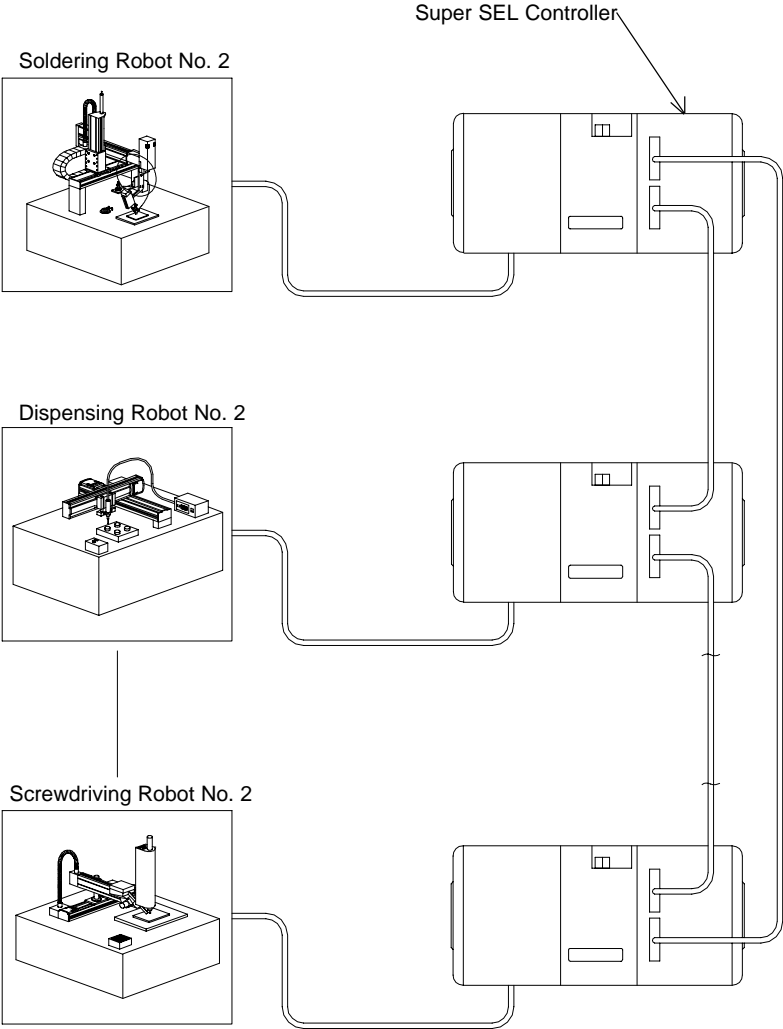 Super SEL Controller
Soldering Robot No. 2
Dispensing Robot No. 2
Screwdriving Robot No. 2